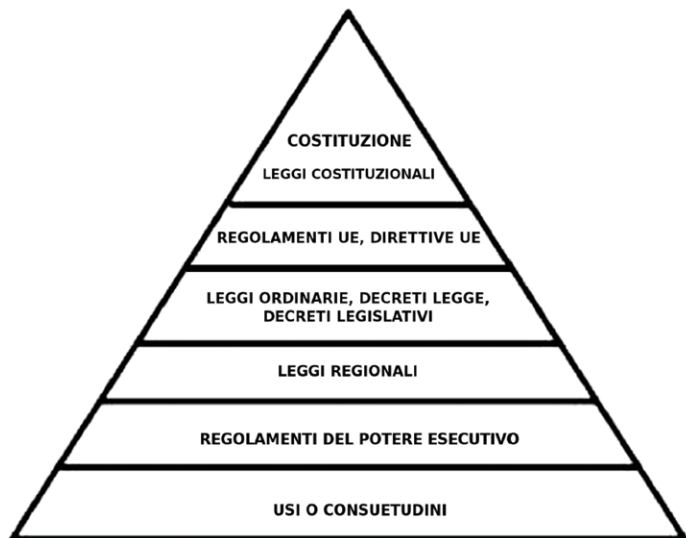 COSTITUZIONE
LEGGI COSTITUZIONALI
REGOLAMENTI UE, DIRETTIVE UE
LEGGI ORDINARIE, DECRETI LEGGE,
DECRETI LEGISLATIVI
LEGGI REGIONALI
REGOLAMENTI DEL POTERE ESECUTIVO
USI O CONSUETUDINI